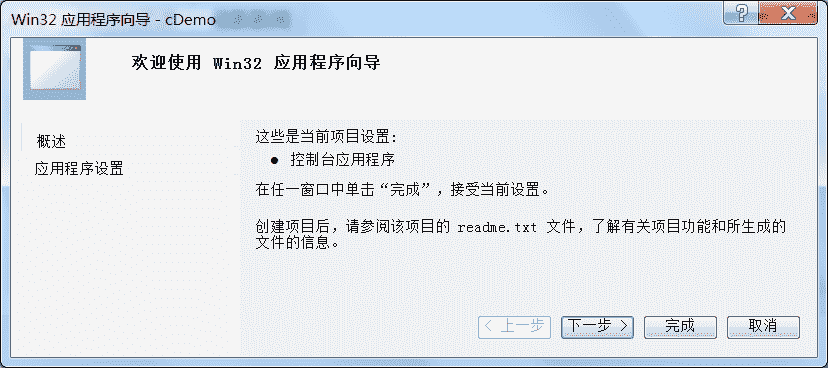 Win32 应用程序向导 - cDemo
?
欢迎使用 Win32 应用程序向导
概述
应用程序设置
这些是当前项目设置:
● 控制台应用程序
在任一窗口中单击“完成”，接受当前设置。
创建项目后，请参阅该项目的 readme.txt 文件，了解有关项目功能和所生成的
文件的信息。
< 上一步
下一步 >
完成
取消